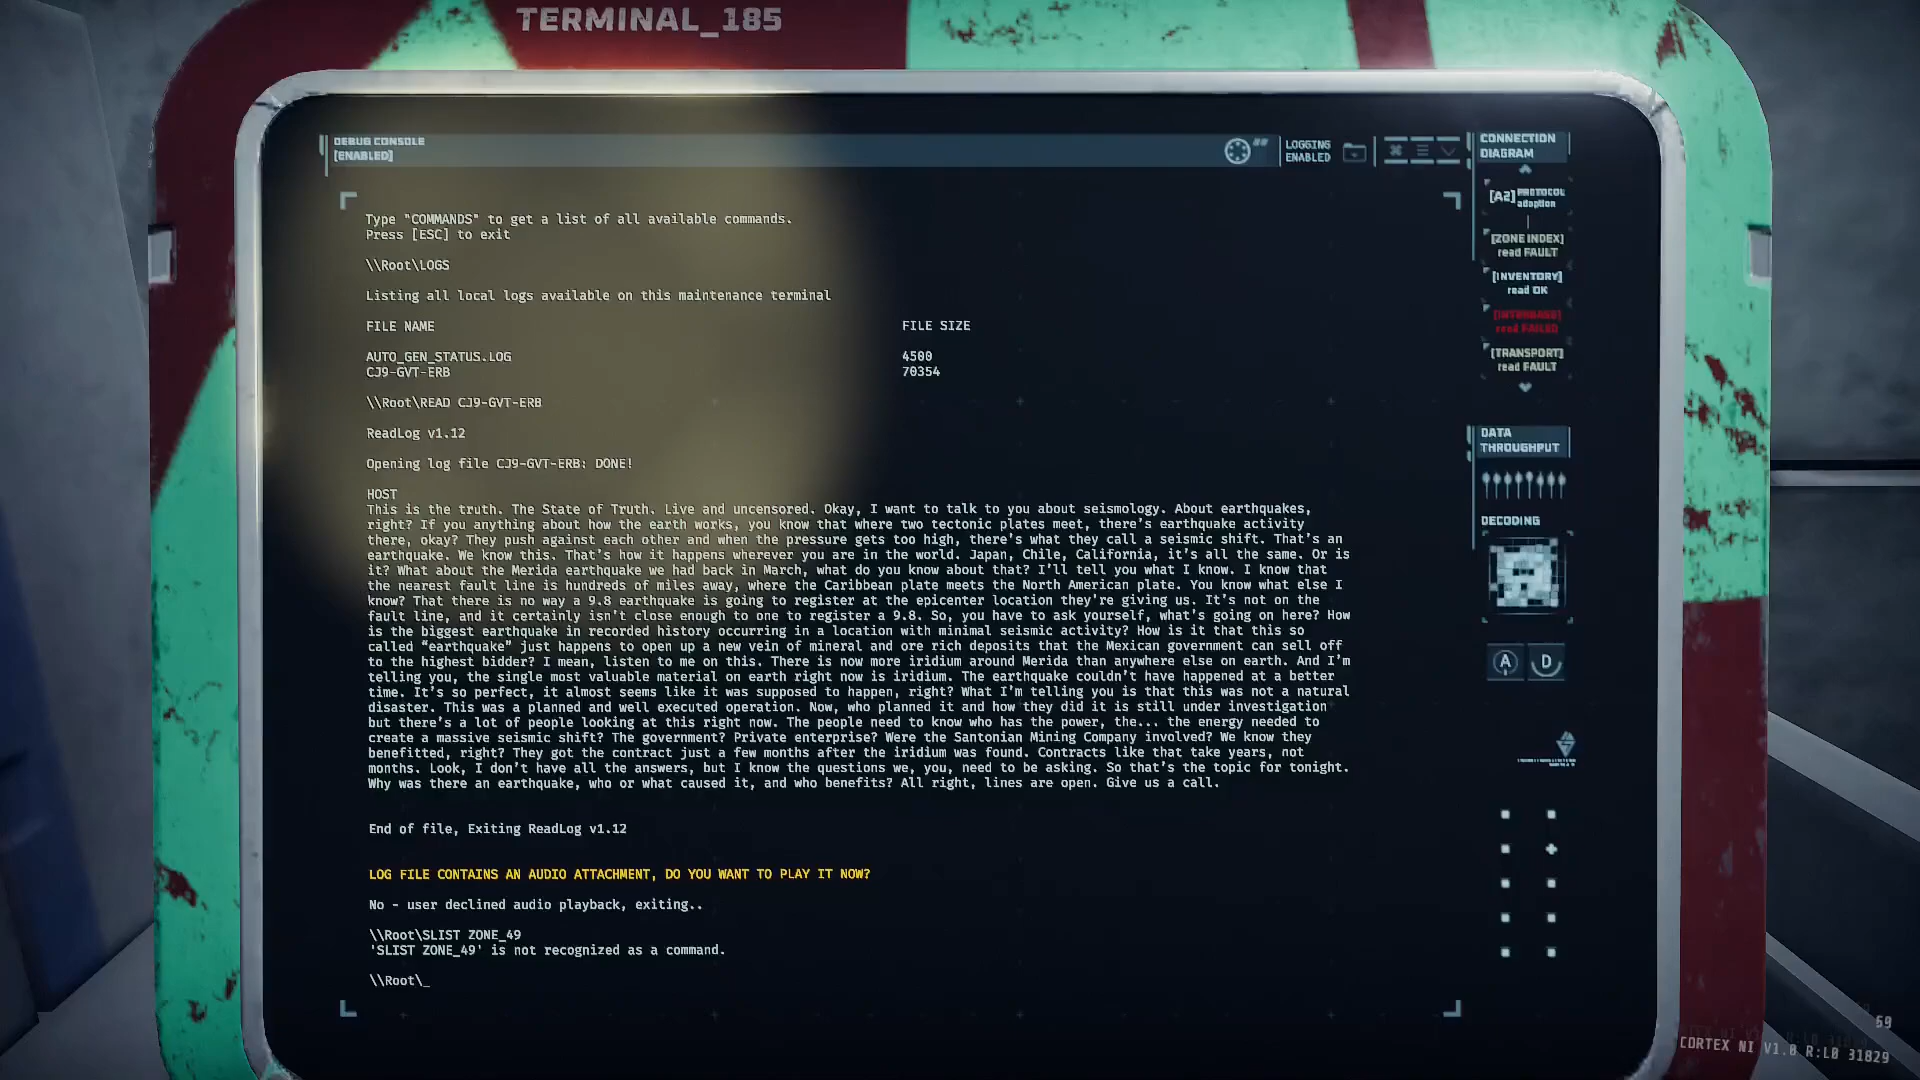 TERMINAL_185
DEBUG CONSOLE
[ENABLED]
LOGGING
ENABLED
CONNECTION
DIAGRAM
Type "COMMANDS" to get a list of all available commands.
Press [ESC] to exit
\\Root\LOGS
Listing all local logs available on this maintenance terminal
FILE NAME FILE SIZE
AUTO_GEN_STATUS.LOG 4500
CJ9-GVT-ERB 70354
\\Root\READ CJ9-GVT-ERB
ReadLog v1.12
Opening log file CJ9-GVT-ERB: DONE!
HOST
This is the truth. The State of Truth. Live and uncensored. Okay, I want to talk to you about seismology. About earthquakes,
right? If you anything about how the earth works, you know that where two tectonic plates meet, there's earthquake activity
there, okay? They push against each other and when the pressure gets too high, there's what they call a seismic shift. That's an
earthquake. We know this. That's how it happens wherever you are in the world. Japan, Chile, California, it's all the same. Or is
it? What about the Merida earthquake we had back in March, what do you know about that? I'll tell you what I know. I know that
the nearest fault line is hundreds of miles away, where the Caribbean plate meets the North American plate. You know what else I
know? That there is no way a 9.8 earthquake is going to register at the epicenter location they're giving us. It's not on the
fault line, and it certainly isn't close enough to one to register a 9.8. So, you have to ask yourself, what's going on here? How
is the biggest earthquake in recorded history occurring in a location with minimal seismic activity? How is it that this so
called “earthquake” just happens to open up a new vein of mineral and ore rich deposits that the Mexican government can sell off
to the highest bidder? I mean, listen to me on this. There is now more iridium around Merida than anywhere else on earth. And I'm
telling you, the single most valuable material on earth right now is iridium. The earthquake couldn't have happened at a better
time. It's so perfect, it almost seems like it was supposed to happen, right? What I'm telling you is that this was not a natural
disaster. This was a planned and well executed operation. Now, who planned it and how they did it is still under investigation
but there's a lot of people looking at this right now. The people need to know who has the power, the... the energy needed to
create a massive seismic shift? The government? Private enterprise? Were the Santonian Mining Company involved? We know they
benefitted, right? They got the contract just a few months after the iridium was found. Contracts like that take years, not
months. Look, I don't have all the answers, but I know the questions we, you, need to be asking. So that's the topic for tonight.
Why was there an earthquake, who or what caused it, and who benefits? All right, lines are open. Give us a call.
End of file, Exiting ReadLog v1.12
LOG FILE CONTAINS AN AUDIO ATTACHMENT, DO YOU WANT TO PLAY IT NOW?
No - user declined audio playback, exiting..
\\Root\SLIST ZONE_49
'SLIST ZONE_49' is not recognized as a command.
\\Root\_
[A2] PROTOCOL
adaption
[ZONE INDEX]
read FAULT
[INVENTORY]
read OK
[INTERBASE]
read FAILED
[TRANSPORT]
read FAULT
DATA
THROUGHPUT
DECODING
A D
59
CORTEX NI V1.0 R:L0 31829